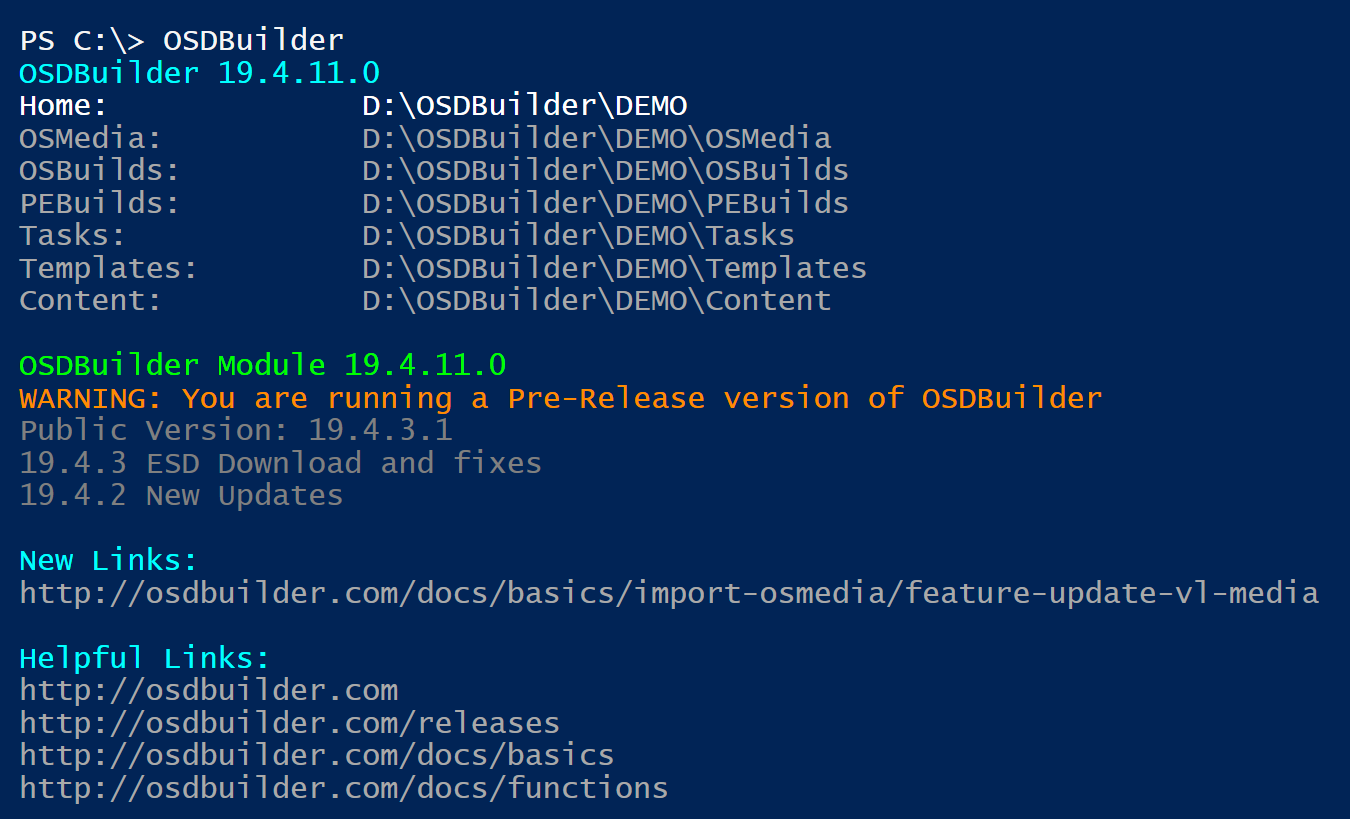 PS C:\> OSDBuilder
OSDBuilder 19.4.11.0
Home: D:\OSDBuilder\DEMO
OSMedia: D:\OSDBuilder\DEMO\OSMedia
OSBuilds: D:\OSDBuilder\DEMO\OSBuilds
PEBuilds: D:\OSDBuilder\DEMO\PEBuilds
Tasks: D:\OSDBuilder\DEMO\Tasks
Templates: D:\OSDBuilder\DEMO\Templates
Content: D:\OSDBuilder\DEMO\Content
OSDBuilder Module 19.4.11.0
WARNING: You are running a Pre-Release version of OSDBuilder
Public Version: 19.4.3.1
19.4.3 ESD Download and fixes
19.4.2 New Updates
New Links:
http://osdbuilder.com/docs/basics/import-osmedia/feature-update-vl-media
Helpful Links:
http://osdbuilder.com
http://osdbuilder.com/releases
http://osdbuilder.com/docs/basics
http://osdbuilder.com/docs/functions